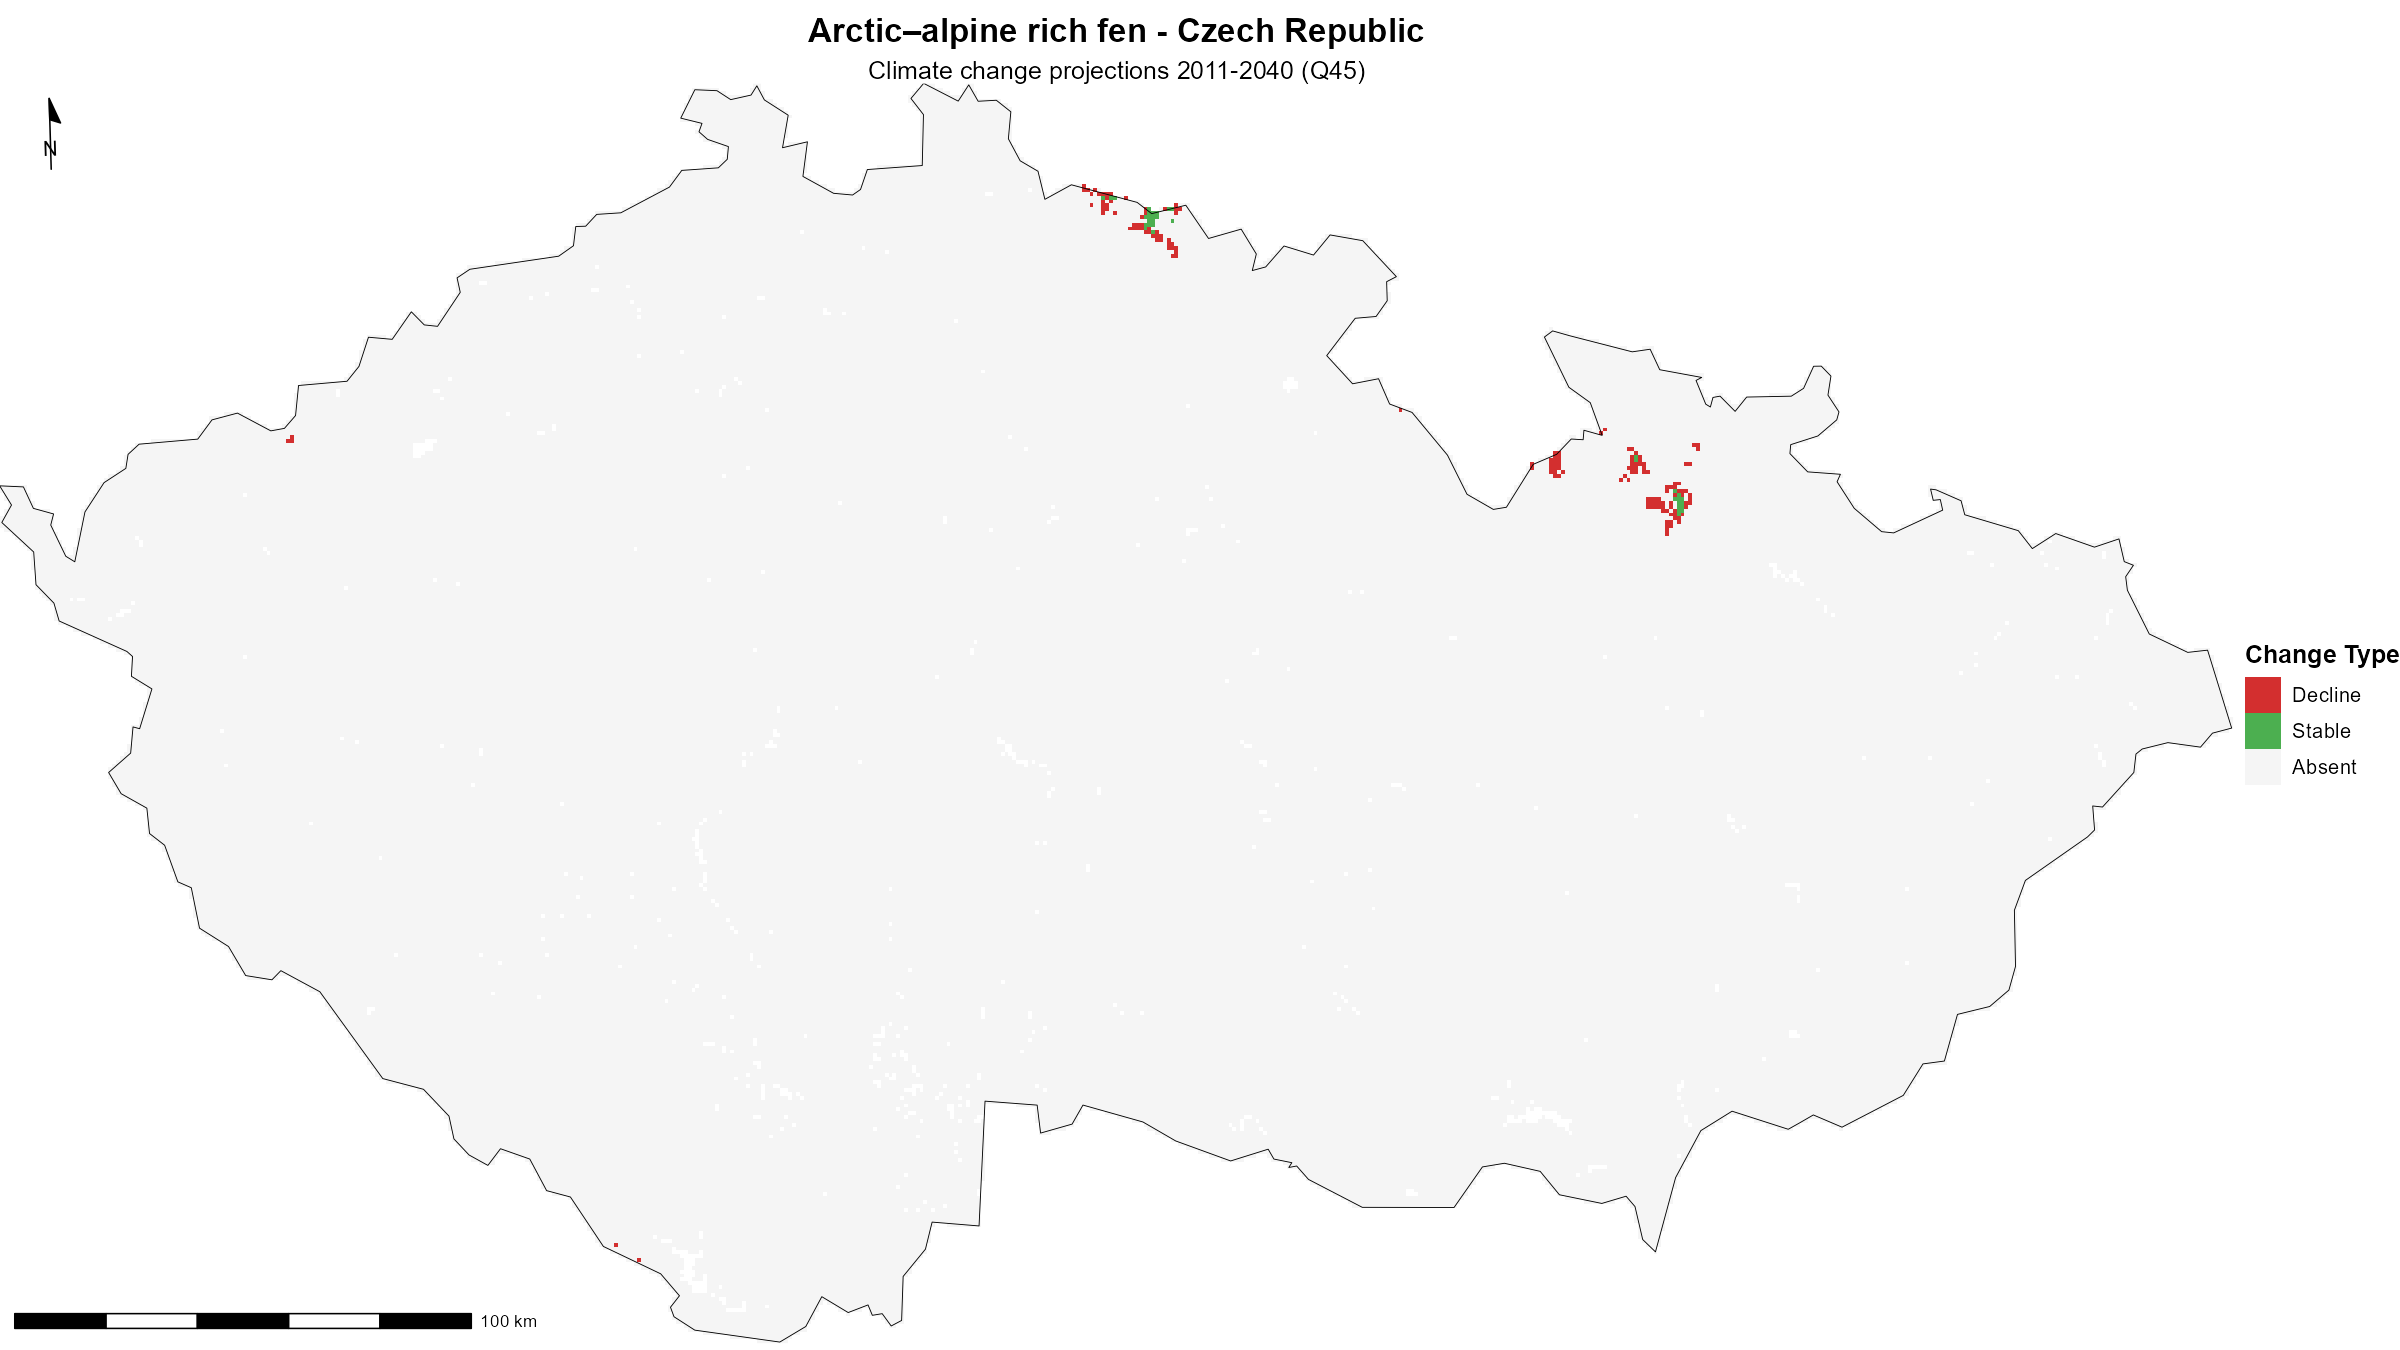 Arctic–alpine rich fen - Czech Republic
Climate change projections 2011-2040 (Q45)
N
Change Type
Decline
Stable
Absent
100 km